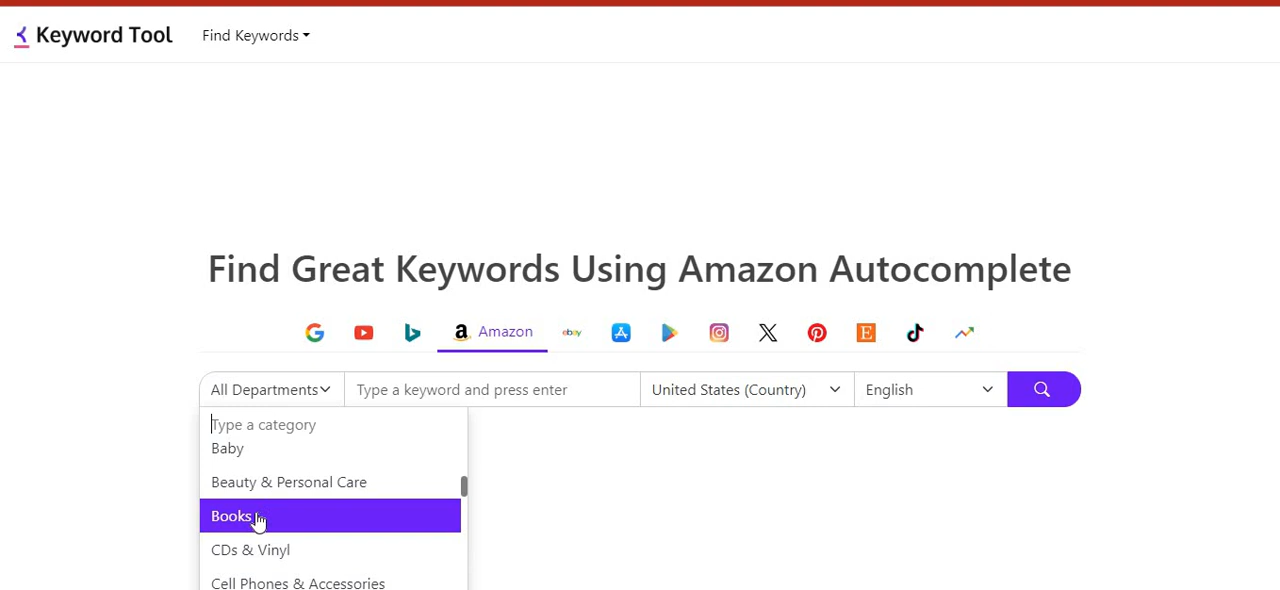 Keyword Tool Find Keywords
Find Great Keywords Using Amazon Autocomplete
a Amazon ebay E
All Departments Type a keyword and press enter United States (Country) English
Type a category
Baby
Beauty & Personal Care
Books
CDs & Vinyl
Cell Phones & Accessories